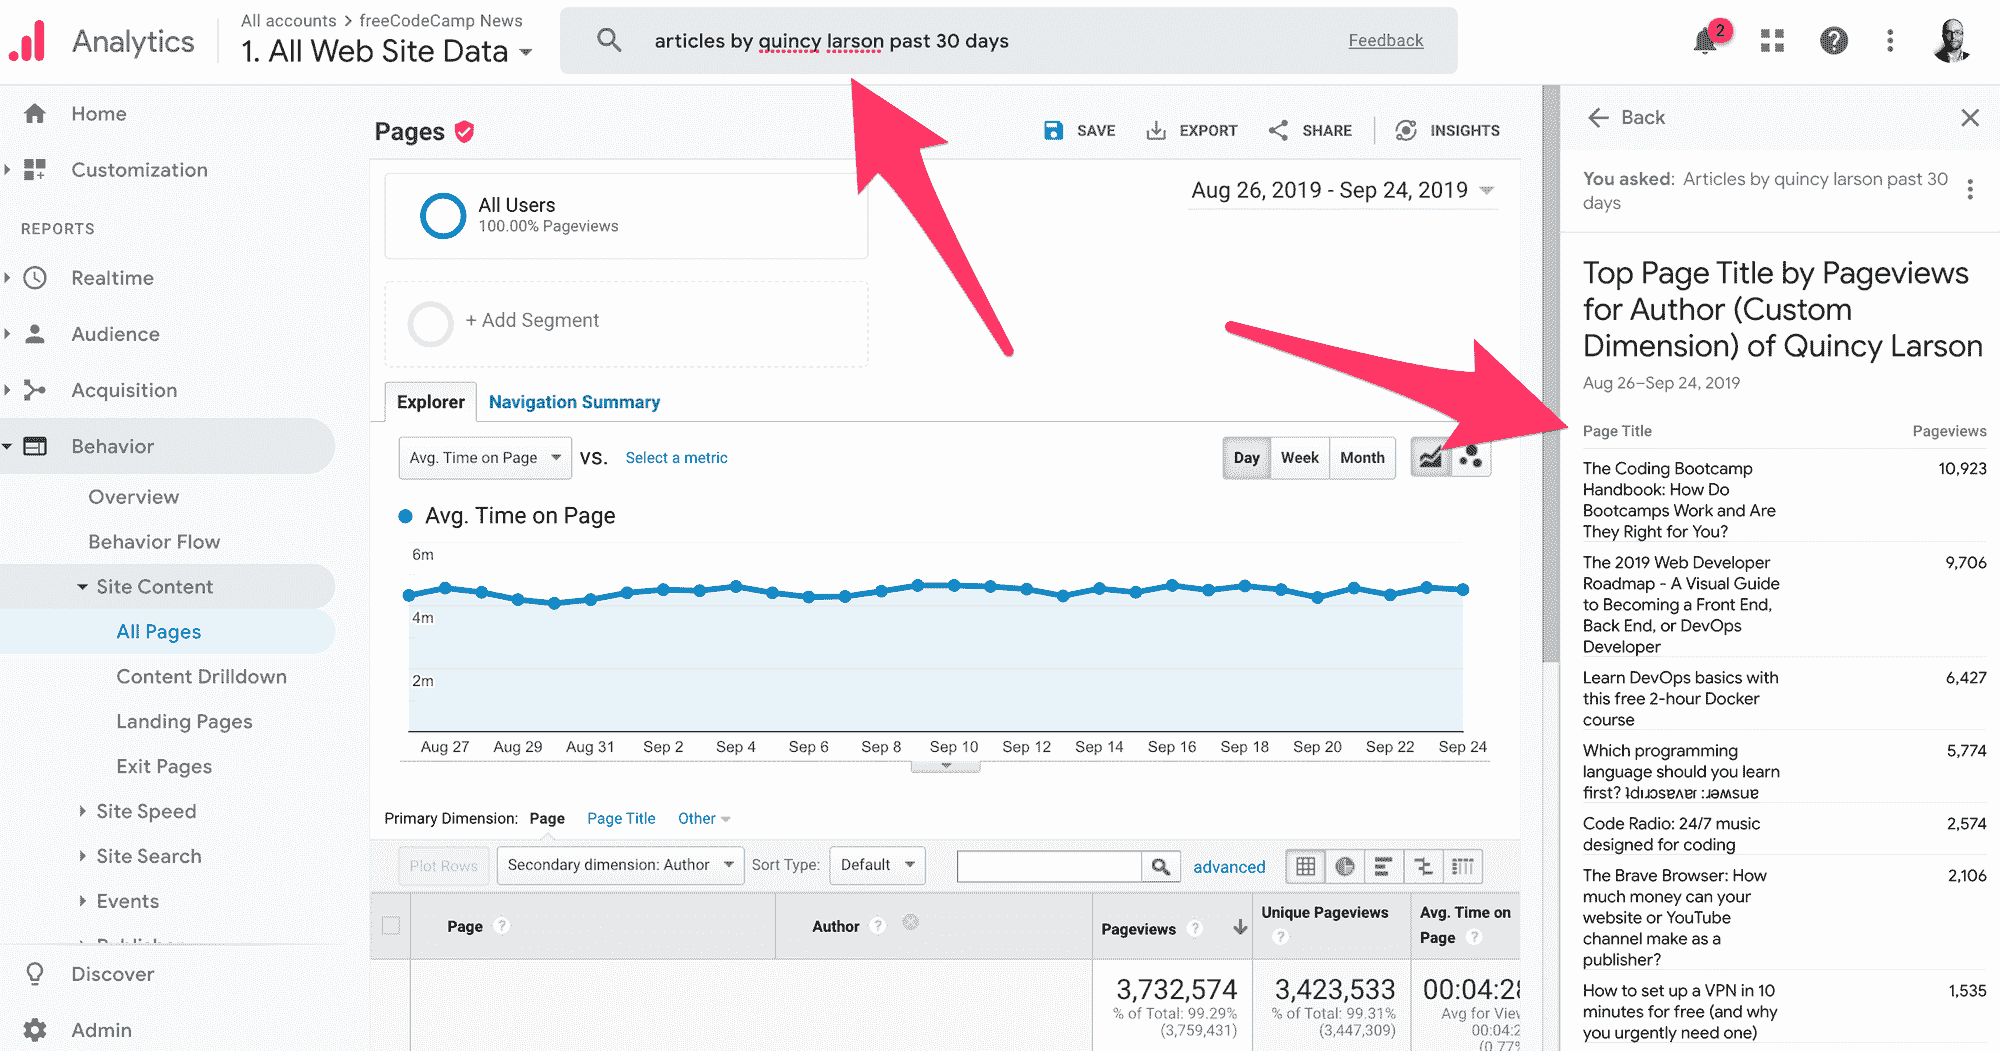 Analytics
All accounts > freeCodeCamp News
1. All Web Site Data
articles by quincy larson past 30 days
Feedback
2
Home
Customization
REPORTS
Realtime
Audience
Acquisition
Behavior
Overview
Behavior Flow
Site Content
All Pages
Content Drilldown
Landing Pages
Exit Pages
Site Speed
Site Search
Events
Discover
Admin
Pages
SAVE
EXPORT
SHARE
INSIGHTS
All Users
100.00% Pageviews
Aug 26, 2019 - Sep 24, 2019
+ Add Segment
Explorer
Navigation Summary
Avg. Time on Page
VS.
Select a metric
Day
Week
Month
Avg. Time on Page
6m
4m
2m
Aug 27 Aug 29 Aug 31 Sep 2 Sep 4 Sep 6 Sep 8 Sep 10 Sep 12 Sep 14 Sep 16 Sep 18 Sep 20 Sep 22 Sep 24
Primary Dimension: Page Page Title Other
Plot Rows
Secondary dimension: Author
Sort Type:
Default
advanced
Page ?
Author ?
Pageviews ?
Unique Pageviews
?
Avg. Time on
Page ?
3,732,574
% of Total: 99.29%
(3,759,431)
3,423,533
% of Total: 99.31%
(3,447,309)
00:04:28
Avg for View
00:04:2
(0.77%
Back
You asked: Articles by quincy larson past 30
days
Top Page Title by Pageviews
for Author (Custom
Dimension) of Quincy Larson
Aug 26–Sep 24, 2019
Page Title Pageviews
The Coding Bootcamp 10,923
Handbook: How Do
Bootcamps Work and Are
They Right for You?
The 2019 Web Developer 9,706
Roadmap - A Visual Guide
to Becoming a Front End,
Back End, or DevOps
Developer
Learn DevOps basics with 6,427
this free 2-hour Docker
course
Which programming 5,774
language should you learn
first? ʇdıɹɔsɐʌɐɾ :ɹǝʍsuɐ
Code Radio: 24/7 music 2,574
designed for coding
The Brave Browser: How 2,106
much money can your
website or YouTube
channel make as a
publisher?
How to set up a VPN in 10 1,535
minutes for free (and why
you urgently need one)